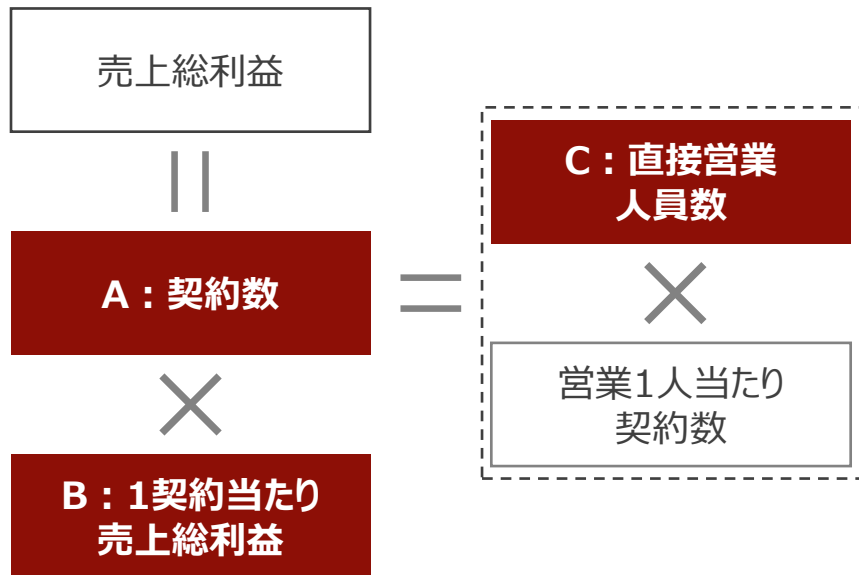 売上総利益
A：契約数
B：1契約当たり
売上総利益
C：直接営業
人員数
営業1人当たり
契約数